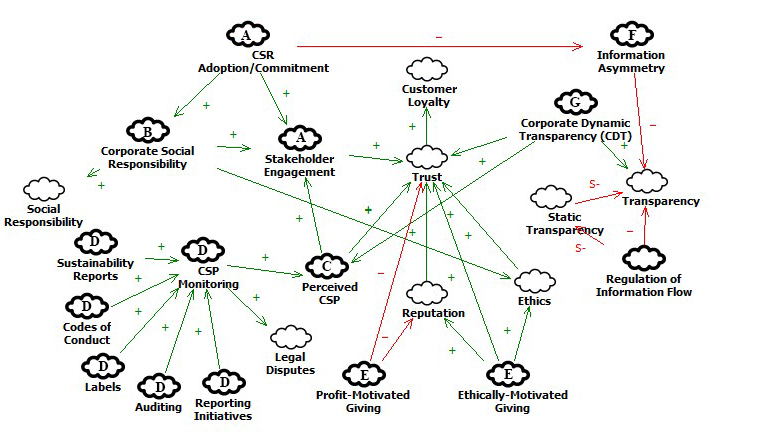 A
CSR
Adoption/Commitment
−
F
Information
Asymmetry
Customer
Loyalty
G
Corporate Dynamic
Transparency (CDT)
+
+
+
−
+
B
Corporate Social
Responsibility
+
A
Stakeholder
Engagement
+
Trust
+
Transparency
+
Social
Responsibility
S-
Static
Transparency
+
+
+
+
+
−
S-
D
Sustainability
Reports
+
D
CSP
Monitoring
+
C
Perceived
CSP
−
+
Ethics
Regulation of
Information Flow
+
D
Codes of
Conduct
+
+
+
+
Reputation
−
+
+
Legal
Disputes
D
Labels
D
Auditing
D
Reporting
Initiatives
E
Profit-Motivated
Giving
E
Ethically-Motivated
Giving